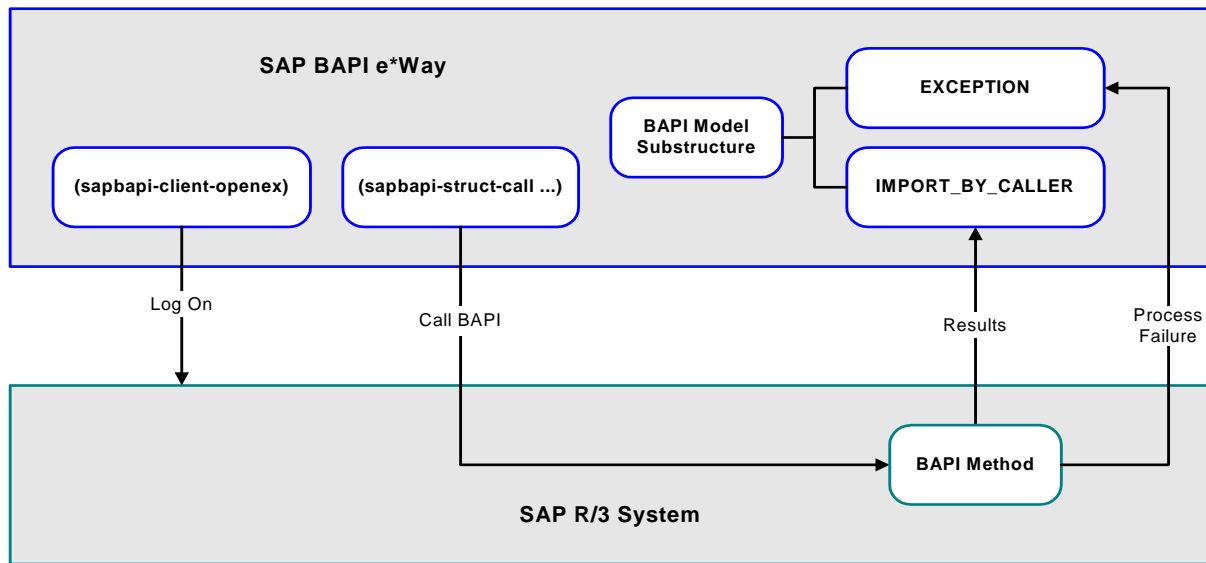 SAP BAPI e*Way
EXCEPTION
BAPI Model
Substructure
(sapbapi-client-openex)
(sapbapi-struct-call ...)
IMPORT_BY_CALLER
Log On
Call BAPI
Results
Process
Failure
BAPI Method
SAP R/3 System